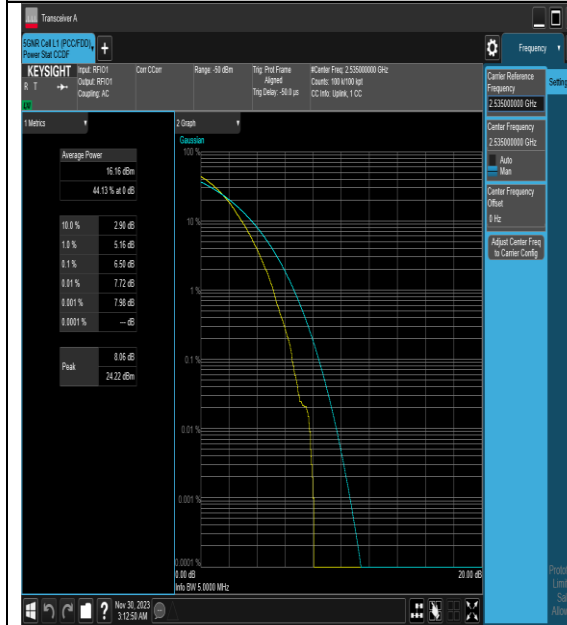 Transceiver A
5GNR Cell L1 (PCC/FDD),
Power Stat CCDF
+
Frequency
KEYSIGHT
R T
Input: RFIO1
Output: RFIO1
Coupling: AC
Corr CCorr
Range: -50 dBm
Trig: Prot Frame
Aligned
Trig Delay: -50.0 µs
#Center Freq: 2.535000000 GHz
Counts: 100 k/100 kpt
CC Info: Uplink, 1 CC
Carrier Reference
Frequency
2.535000000 GHz
Setting
Center Frequency
2.535000000 GHz
Auto
Man
Center Frequency
Offset
0 Hz
Adjust Center Freq
to Carrier Config
1 Metrics
Average Power
16.16 dBm
44.13 % at 0 dB
10.0 % 2.90 dB
1.0 % 5.16 dB
0.1 % 6.50 dB
0.01 % 7.72 dB
0.001 % 7.98 dB
0.0001 % --- dB
Peak
8.06 dB
24.22 dBm
2 Graph
Gaussian
100 %
10 %
1 %
0.1 %
0.01 %
0.001 %
0.0001 %
0.00 dB
20.00 dB
Info BW 5.0000 MHz
?
Nov 30, 2023
3:12:50 AM